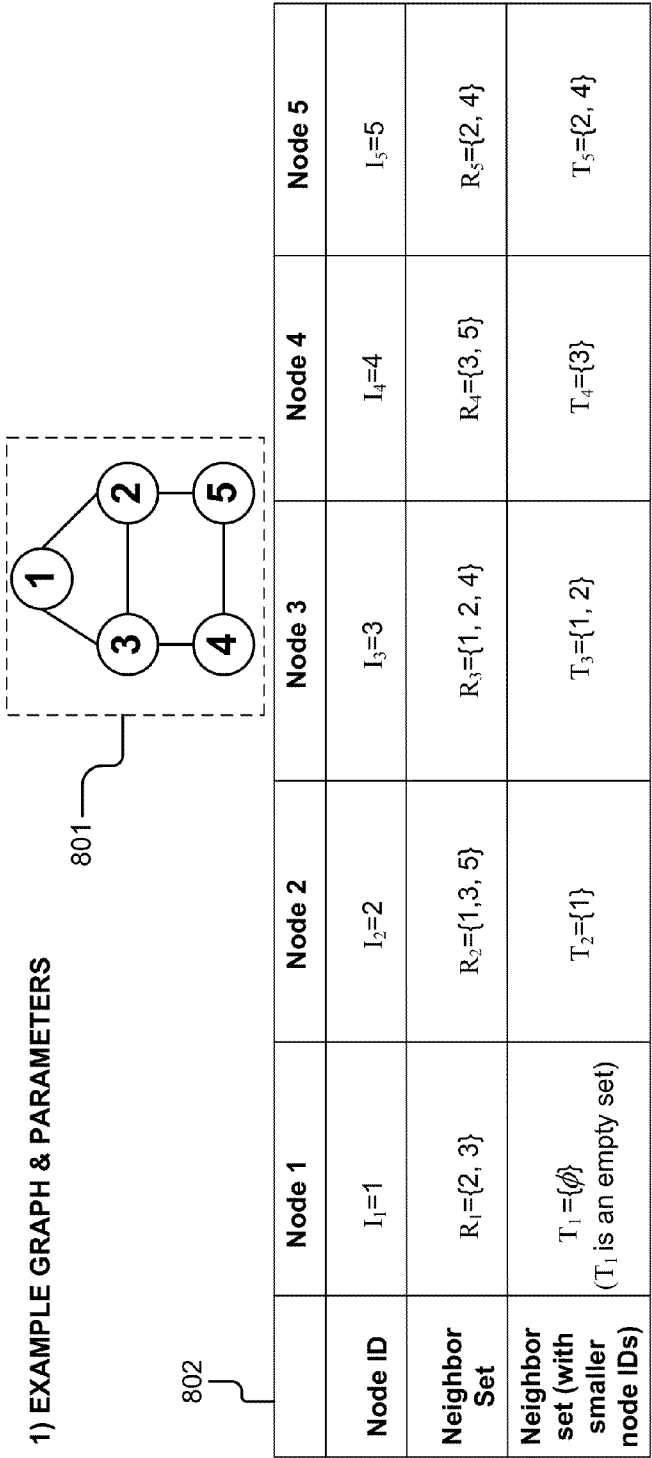 1) EXAMPLE GRAPH & PARAMETERS
801
1
3
2
4
5
802
Node 1
Node 2
Node 3
Node 4
Node 5
Node ID
I₁=1
I₂=2
I₃=3
I₄=4
I₅=5
Neighbor
Set
R₁={2, 3}
R₂={1,3, 5}
R₃={1, 2, 4}
R₄={3, 5}
R₅={2, 4}
Neighbor
set (with
smaller
node IDs)
T₁ ={ϕ}
(T₁ is an empty set)
T₂={1}
T₃={1, 2}
T₄={3}
T₅={2, 4}